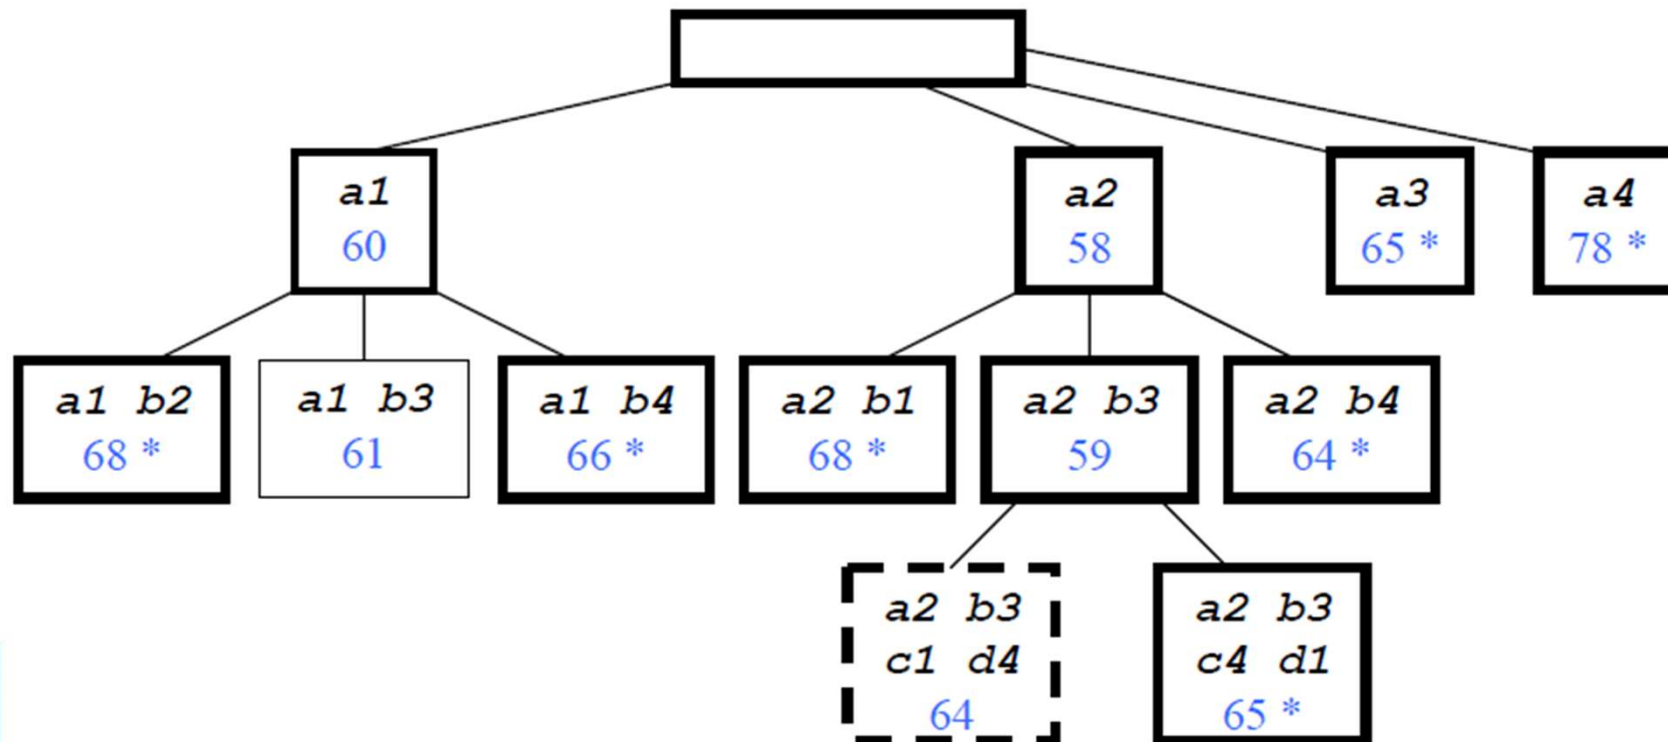 a1
60
a2
58
a3
65 *
a4
78 *
a1 b2
68 *
a1 b3
61
a1 b4
66 *
a2 b1
68 *
a2 b3
59
a2 b4
64 *
a2 b3
c1 d4
64
a2 b3
c4 d1
65 *